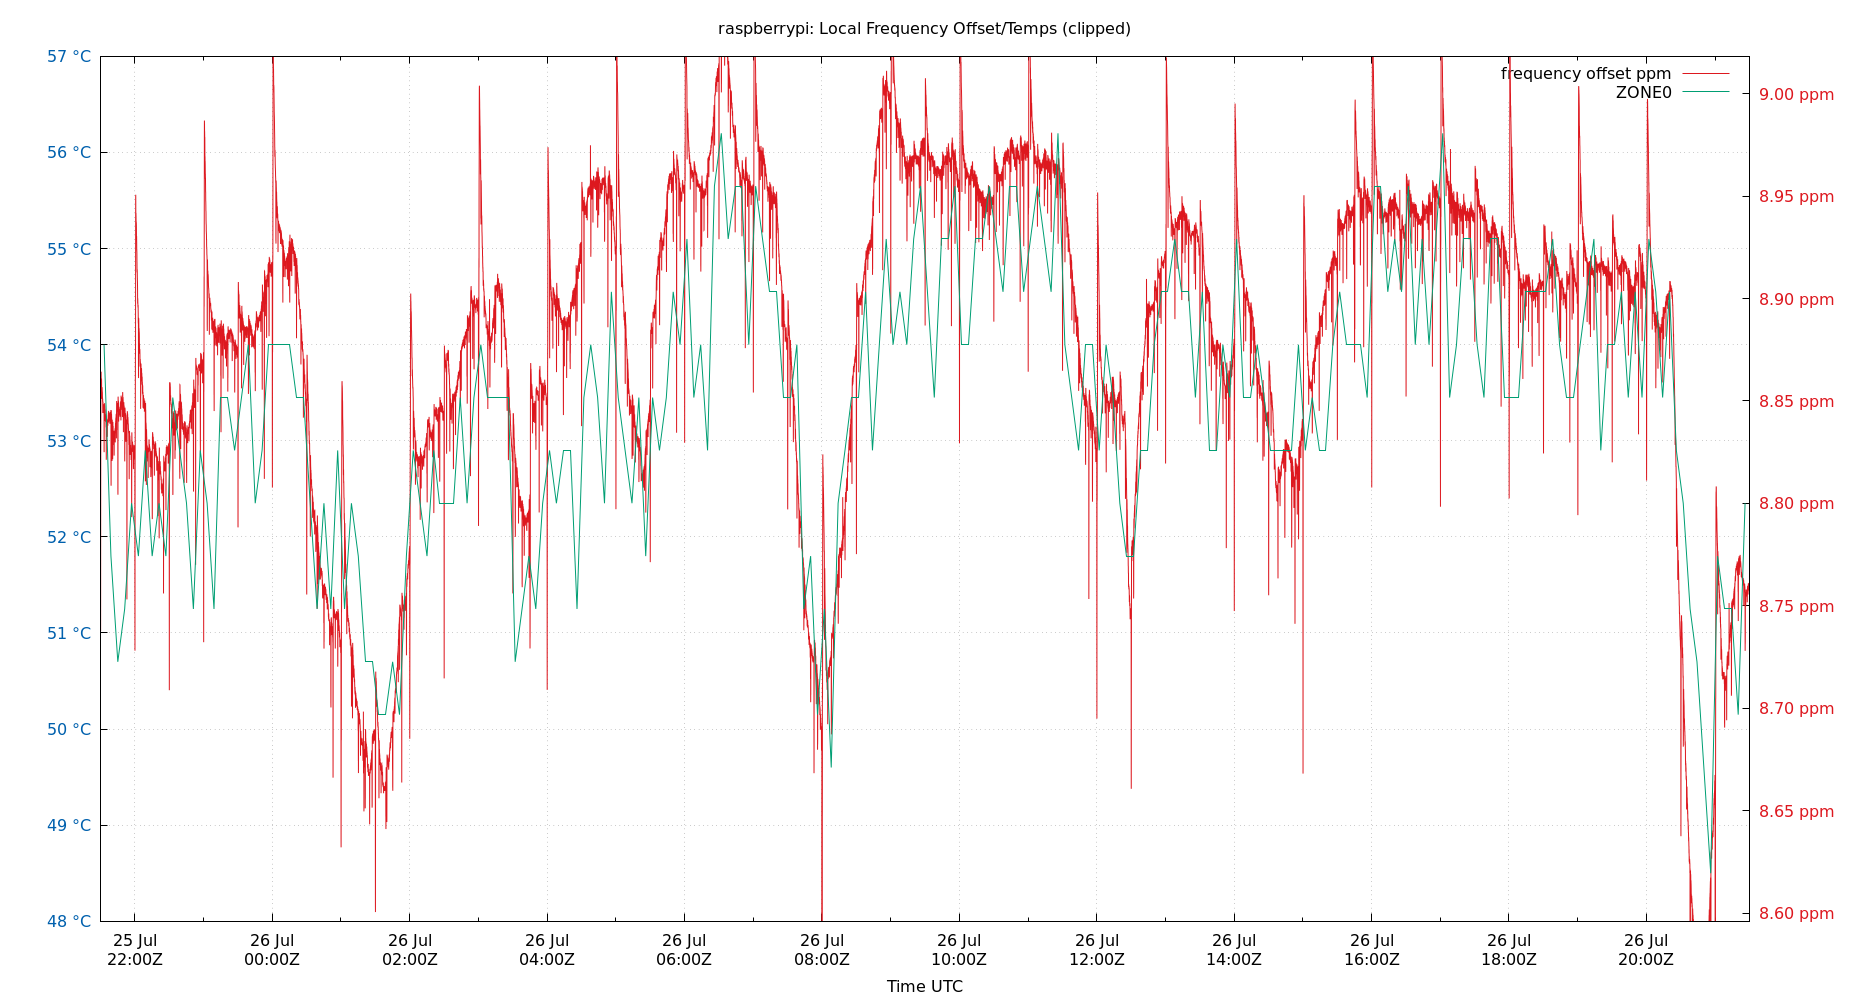 raspberrypi: Local Frequency Offset/Temps (clipped)
57 °C
56 °C
55 °C
54 °C
53 °C
52 °C
51 °C
50 °C
49 °C
48 °C
frequency offset ppm
ZONE0
9.00 ppm
8.95 ppm
8.90 ppm
8.85 ppm
8.80 ppm
8.75 ppm
8.70 ppm
8.65 ppm
8.60 ppm
25 Jul 26 Jul 26 Jul 26 Jul 26 Jul 26 Jul 26 Jul 26 Jul 26 Jul 26 Jul 26 Jul 26 Jul
22:00Z 00:00Z 02:00Z 04:00Z 06:00Z 08:00Z 10:00Z 12:00Z 14:00Z 16:00Z 18:00Z 20:00Z
Time UTC